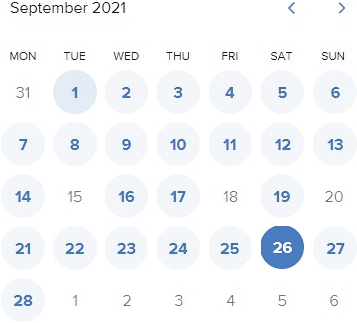 September 2021
MON TUE WED THU FRI SAT SUN
31 1 2 3 4 5 6
7 8 9 10 11 12 13
14 15 16 17 18 19 20
21 22 23 24 25 26 27
28 1 2 3 4 5 6